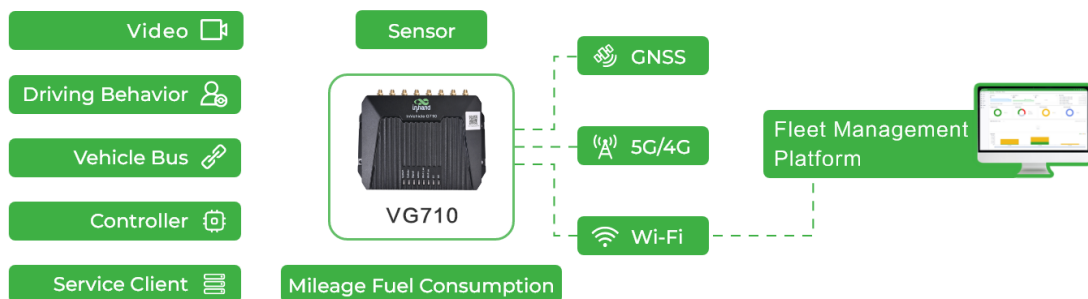 Video
Driving Behavior
Vehicle Bus
Controller
Service Client
Sensor
inhand
VG710
Mileage Fuel Consumption
GNSS
5G/4G
Wi-Fi
Fleet Management
Platform